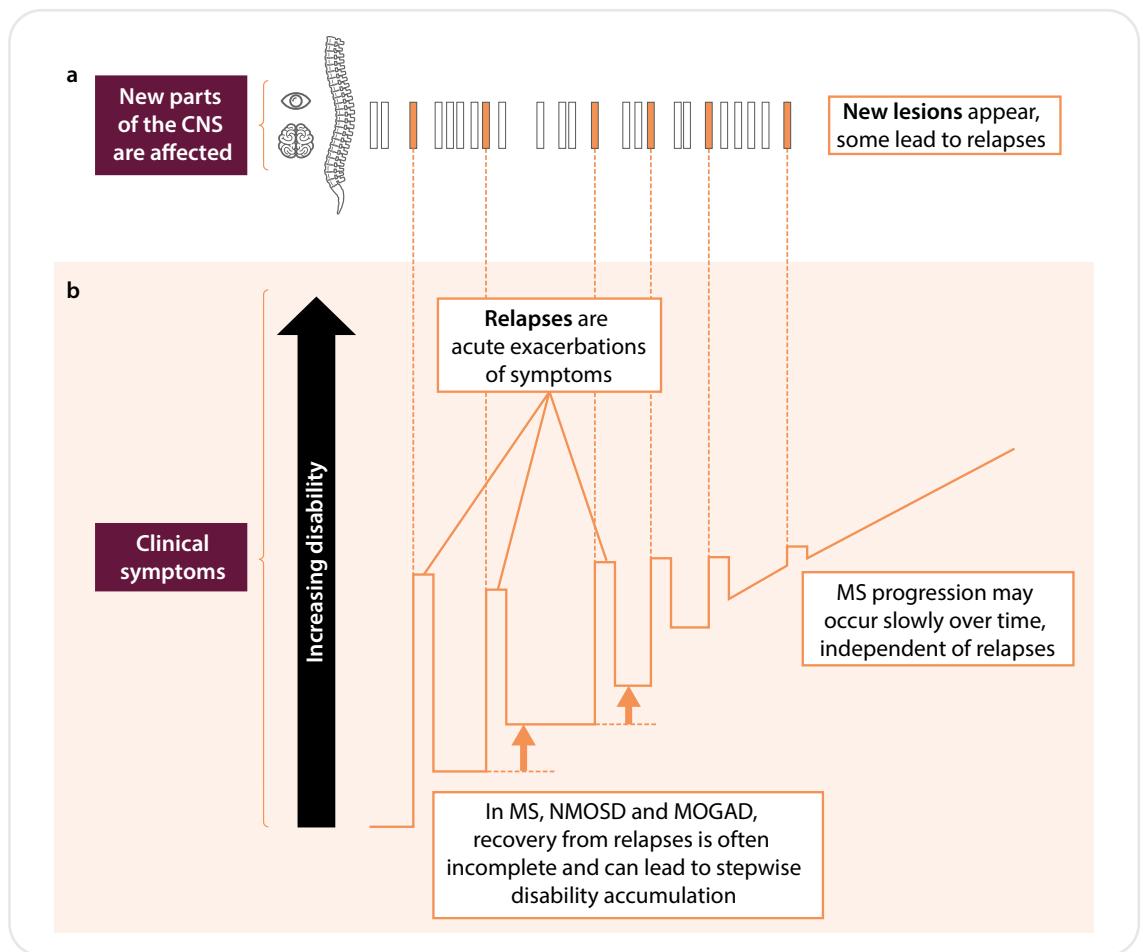 a
New parts
of the CNS
are affected
New lesions appear,
some lead to relapses
b
Relapses are
acute exacerbations
of symptoms
Increasing disability
Clinical
symptoms
MS progression may
occur slowly over time,
independent of relapses
In MS, NMOSD and MOGAD,
recovery from relapses is often
incomplete and can lead to stepwise
disability accumulation